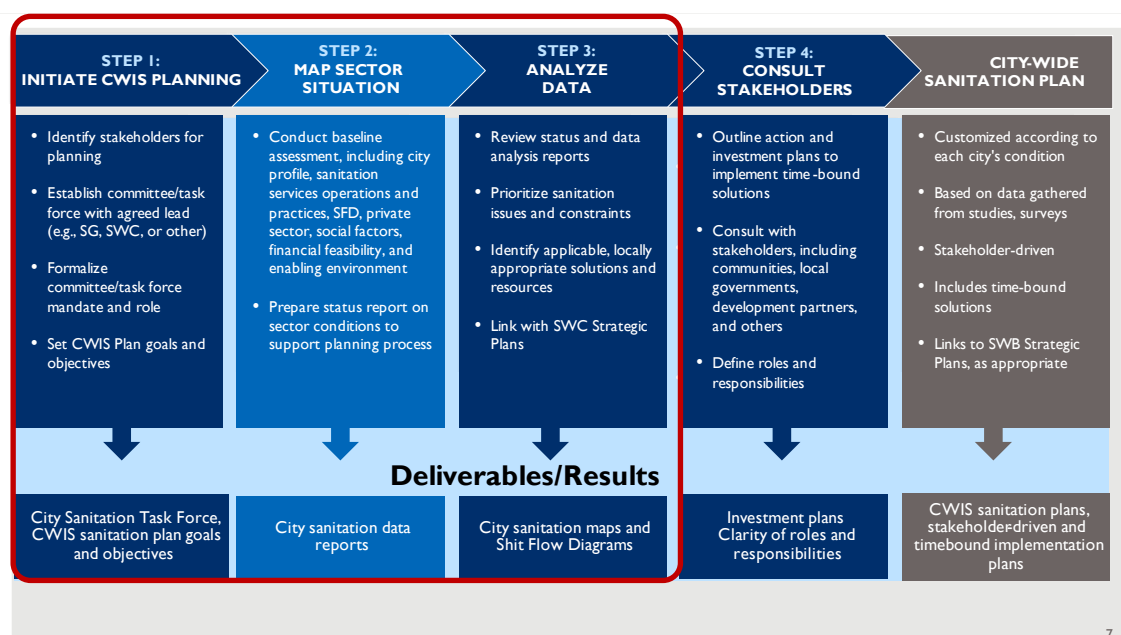 STEP 1:
INITIATE CWIS PLANNING
STEP 2:
MAP SECTOR
SITUATION
STEP 3:
ANALYZE
DATA
STEP 4:
CONSULT
STAKEHOLDERS
CITY-WIDE
SANITATION PLAN
• Identify stakeholders for
planning
• Establish committee/task
force with agreed lead
(e.g., SG, SWC, or other)
• Formalize
committee/task force
mandate and role
• Set CWIS Plan goals and
objectives
• Conduct baseline
assessment, including city
profile, sanitation
services operations and
practices, SFD, private
sector, social factors,
financial feasibility, and
enabling environment
• Prepare status report on
sector conditions to
support planning process
• Review status and data
analysis reports
• Prioritize sanitation
issues and constraints
• Identify applicable, locally
appropriate solutions and
resources
• Link with SWC Strategic
Plans
• Outline action and
investment plans to
implement time-bound
solutions
• Consult with
stakeholders, including
communities, local
governments,
development partners,
and others
• Define roles and
responsibilities
• Customized according to
each city's condition
• Based on data gathered
from studies, surveys
• Stakeholder-driven
• Includes time-bound
solutions
• Links to SWB Strategic
Plans, as appropriate
Deliverables/Results
City Sanitation Task Force,
CWIS sanitation plan goals
and objectives
City sanitation data
reports
City sanitation maps and
Shit Flow Diagrams
Investment plans
Clarity of roles and
responsibilities
CWIS sanitation plans,
stakeholder-driven and
timebound implementation
plans
7